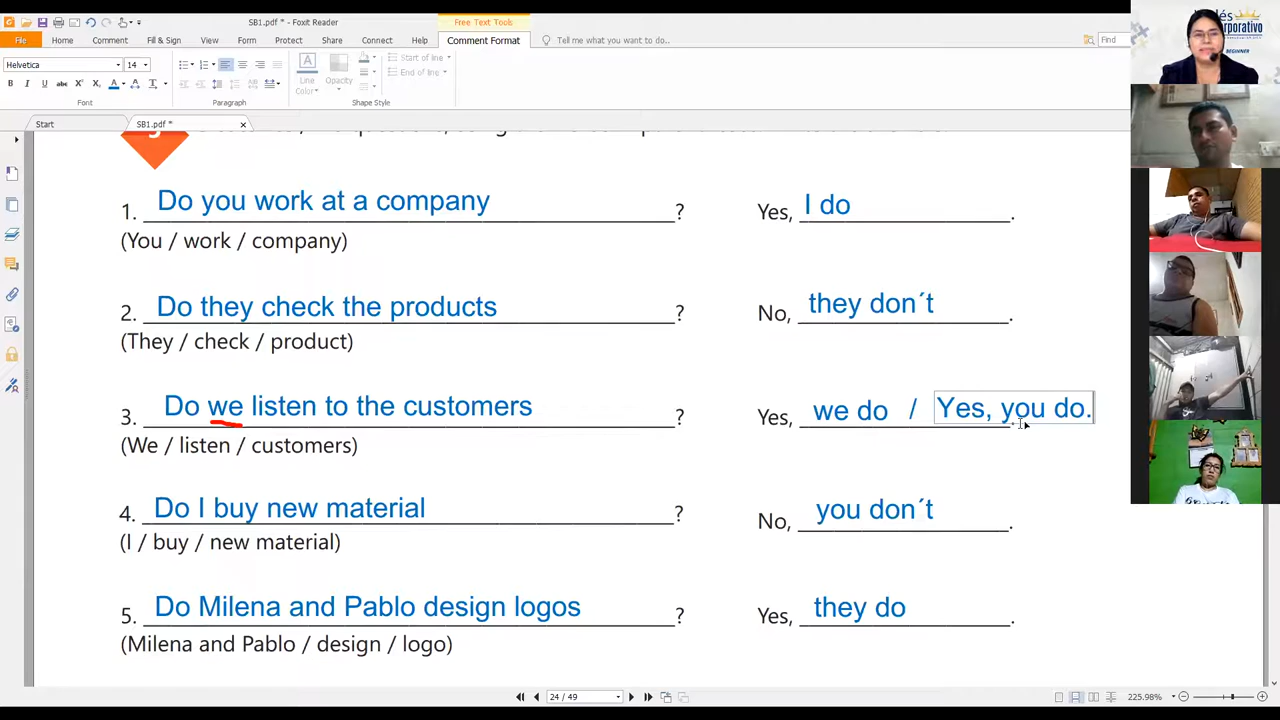 SB1.pdf * - Foxit Reader
Free Text Tools
File Home Comment Fill & Sign View Form Protect Share Connect Help Comment Format Tell me what you want to do.. Find
Helvetica 14
Line Color Opacity Start of line
End of line
Font Paragraph Shape Style
Start SB1.pdf *
Do you work at a company
1. ? Yes, I do .
(You / work / company)
Do they check the products
2. ? No, they don´t .
(They / check / product)
Do we listen to the customers
3. ? Yes, we do / Yes, you do.
(We / listen / customers)
Do I buy new material
4. ? No, you don´t .
(I / buy / new material)
Do Milena and Pablo design logos
5. ? Yes, they do .
(Milena and Pablo / design / logo)
24 / 49 225.98%
BEGINNER